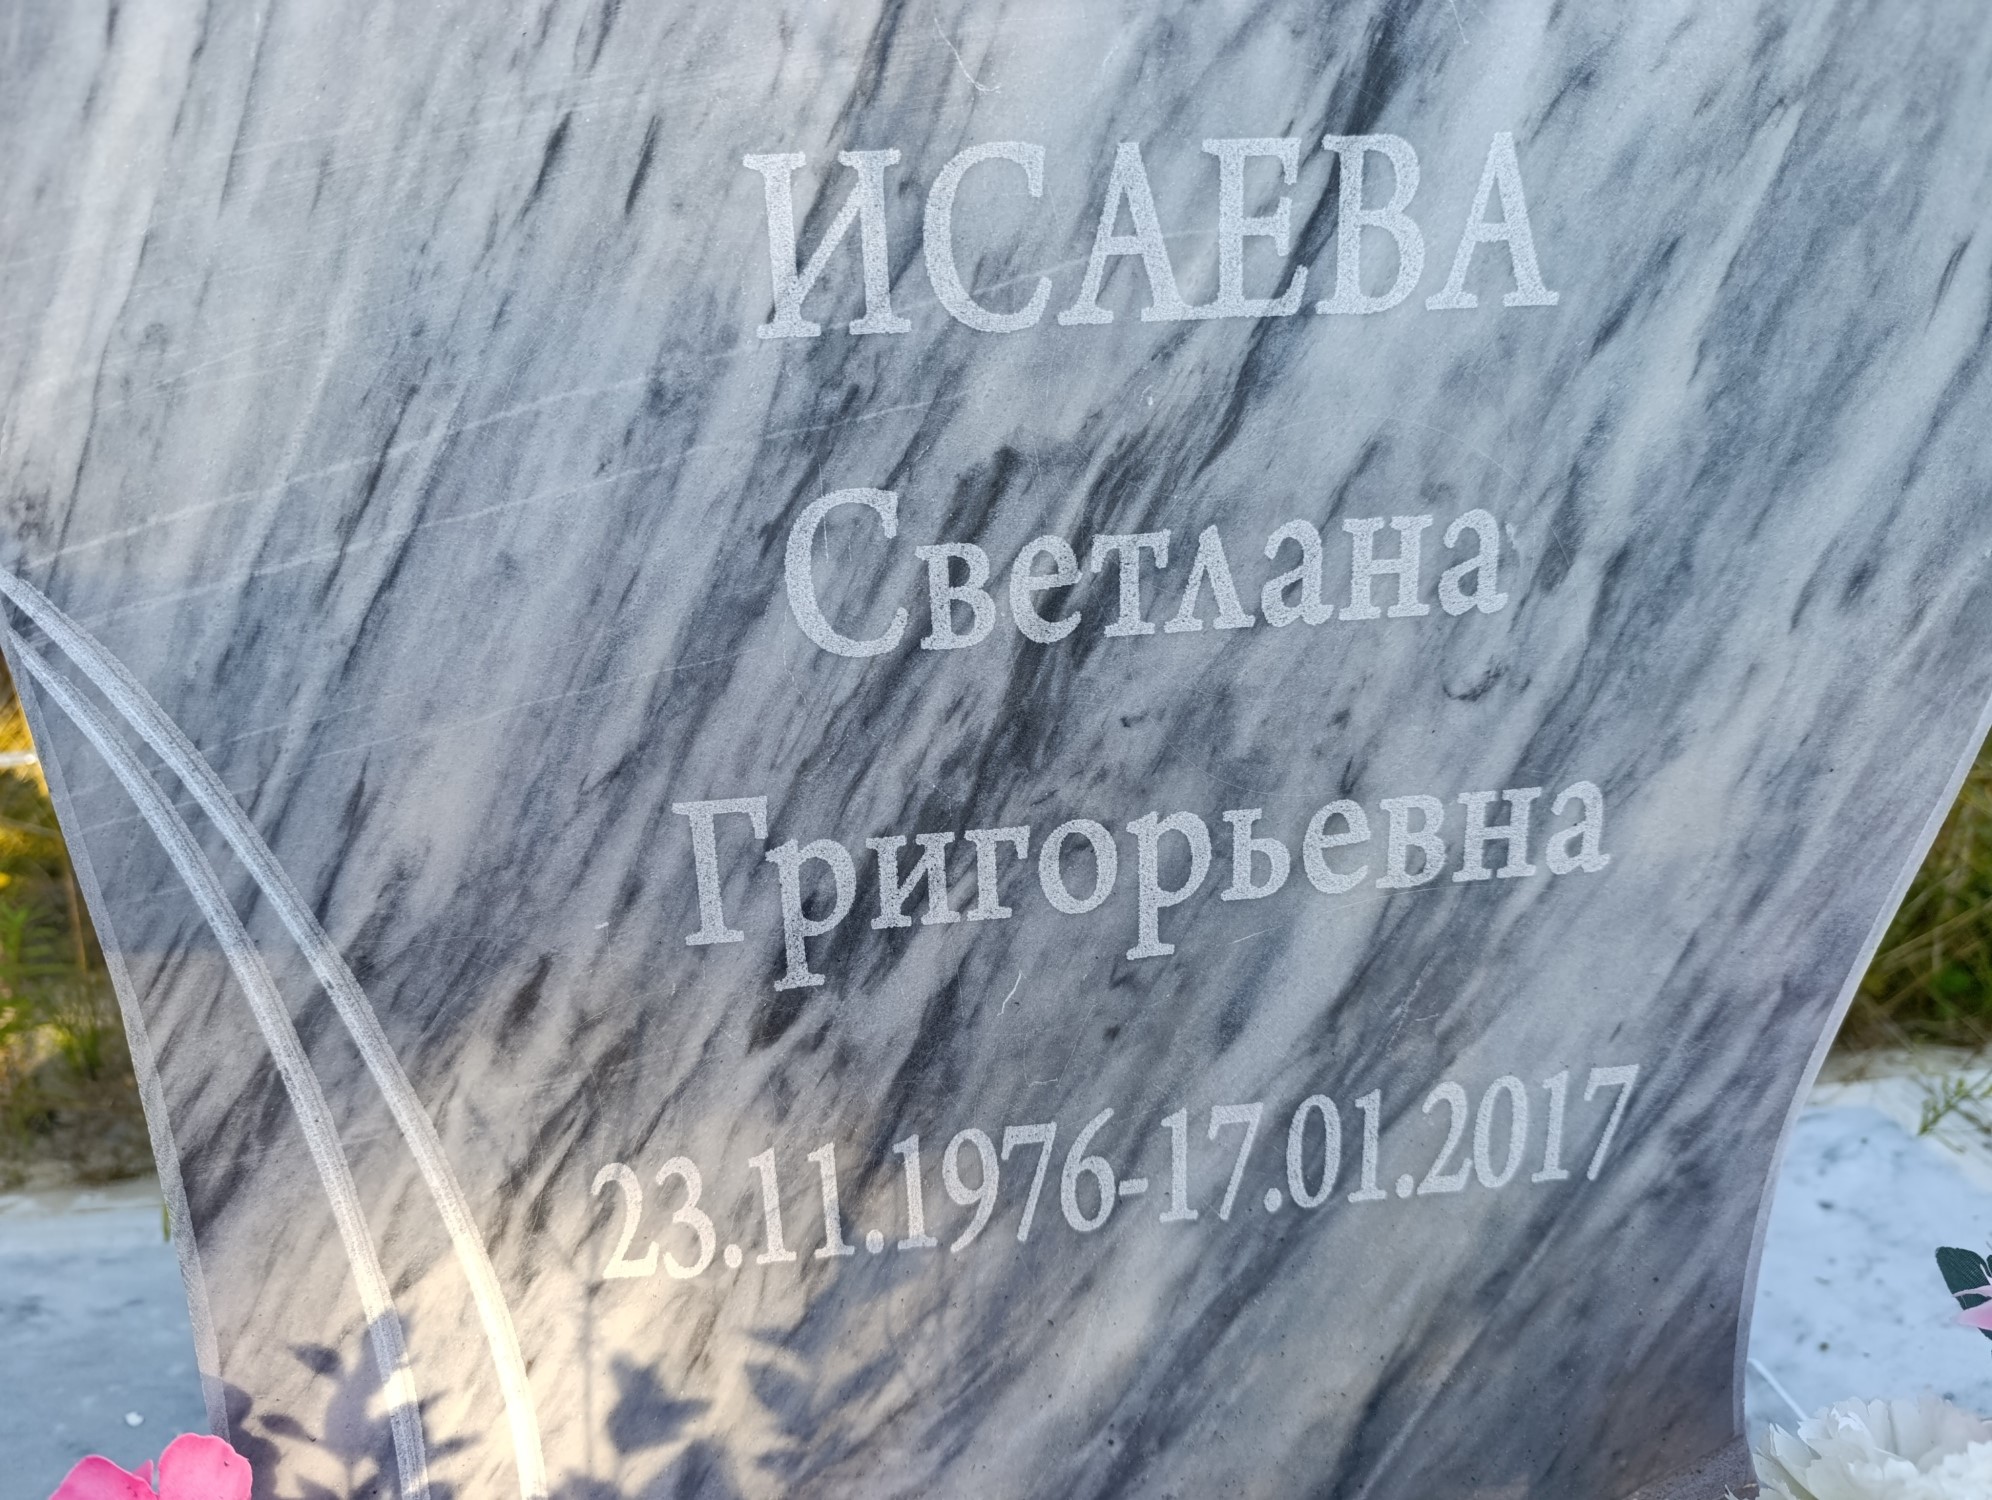 ИСАЕВА
Светлана
Григорьевна
23.11.1976-17.01.2017